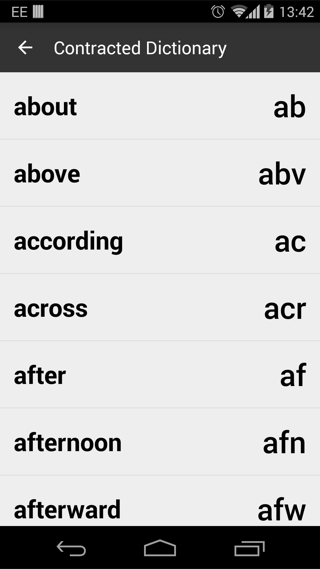 EE 13:42
Contracted Dictionary
about ab
above abv
according ac
across acr
after af
afternoon afn
afterward afw